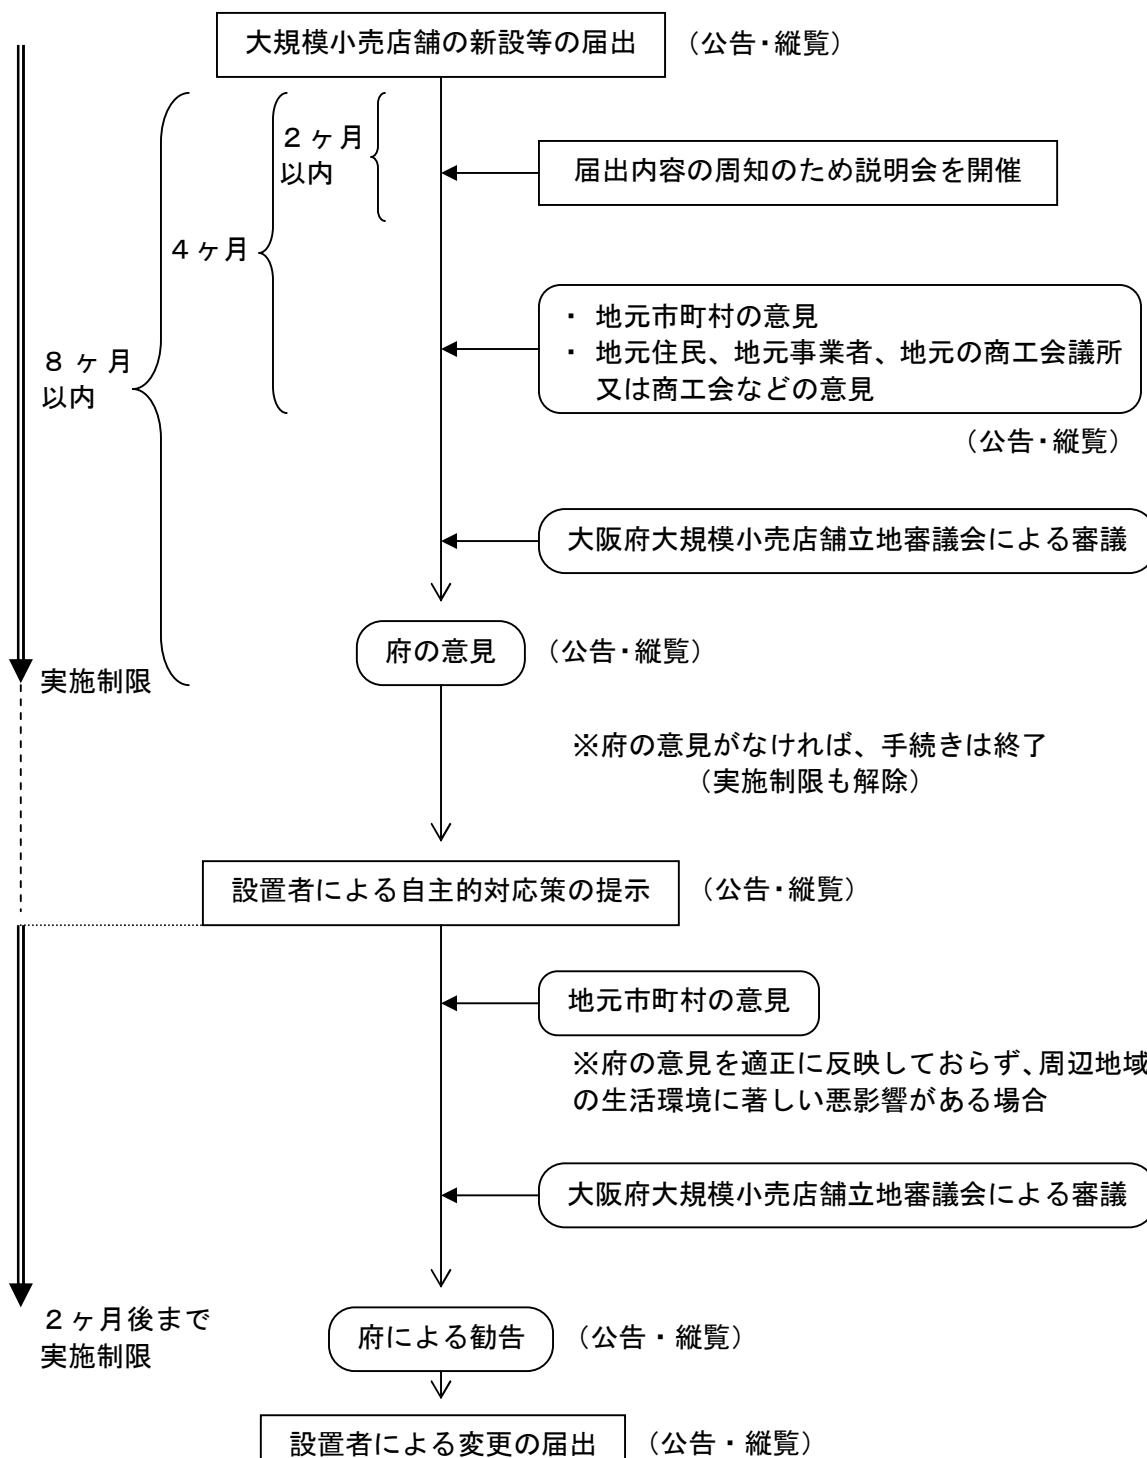 大規模小売店舗の新設等の届出 （公告・縦覧）
２ヶ月
以内
届出内容の周知のため説明会を開催
４ヶ月
・ 地元市町村の意見
・ 地元住民、地元事業者、地元の商工会議所
又は商工会などの意見
８ヶ月
以内
（公告・縦覧）
大阪府大規模小売店舗立地審議会による審議
府の意見 （公告・縦覧）
実施制限
※府の意見がなければ、手続きは終了
（実施制限も解除）
設置者による自主的対応策の提示 （公告・縦覧）
地元市町村の意見
※府の意見を適正に反映しておらず、周辺地域
の生活環境に著しい悪影響がある場合
大阪府大規模小売店舗立地審議会による審議
２ヶ月後まで
実施制限
府による勧告 （公告・縦覧）
設置者による変更の届出 （公告・縦覧）